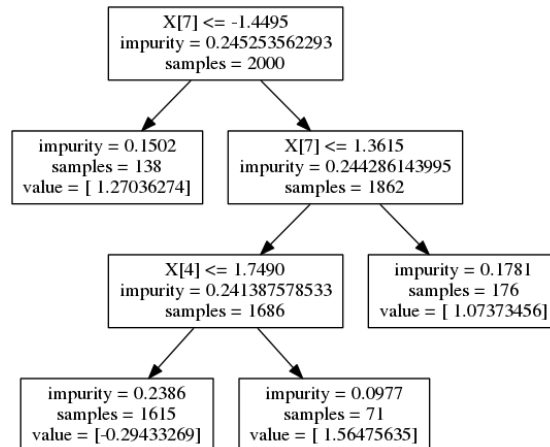 X[7] <= -1.4495
impurity = 0.245253562293
samples = 2000
impurity = 0.1502
samples = 138
value = [ 1.27036274]
X[7] <= 1.3615
impurity = 0.244286143995
samples = 1862
X[4] <= 1.7490
impurity = 0.241387578533
samples = 1686
impurity = 0.1781
samples = 176
value = [ 1.07373456]
impurity = 0.2386
samples = 1615
value = [-0.29433269]
impurity = 0.0977
samples = 71
value = [ 1.56475635]